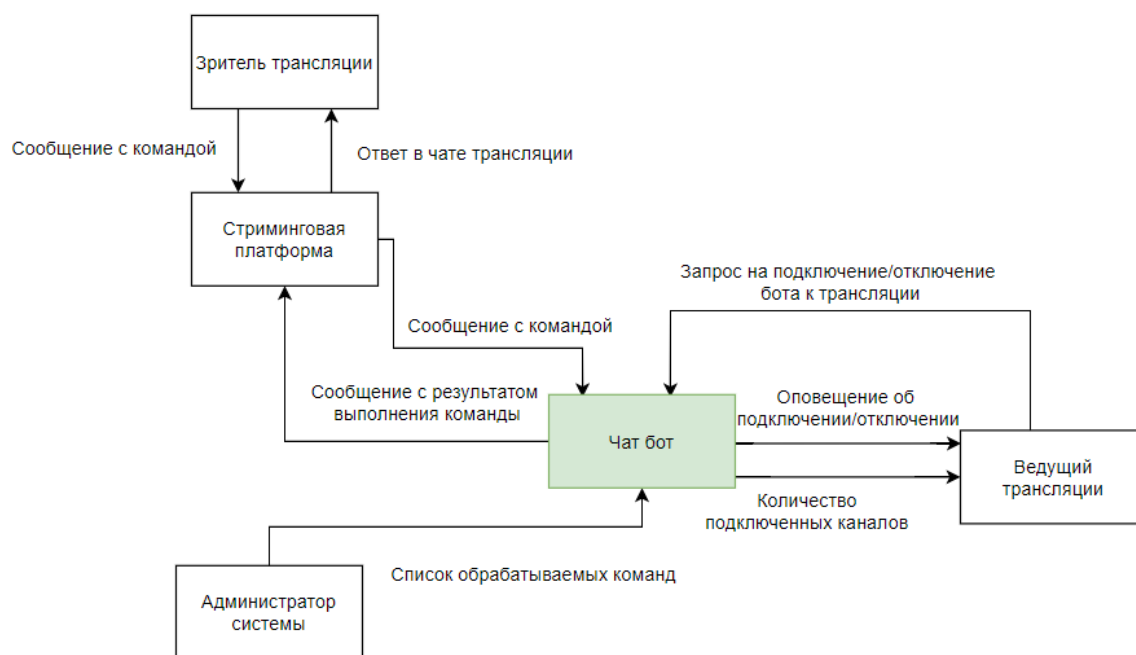 Зритель трансляции
Сообщение с командой
Ответ в чате трансляции
Стриминговая
платформа
Запрос на подключение/отключение
бота к трансляции
Сообщение с командой
Сообщение с результатом
выполнения команды
Чат бот
Оповещение об
подключении/отключении
Ведущий
трансляции
Количество
подключенных каналов
Список обрабатываемых команд
Администратор
системы